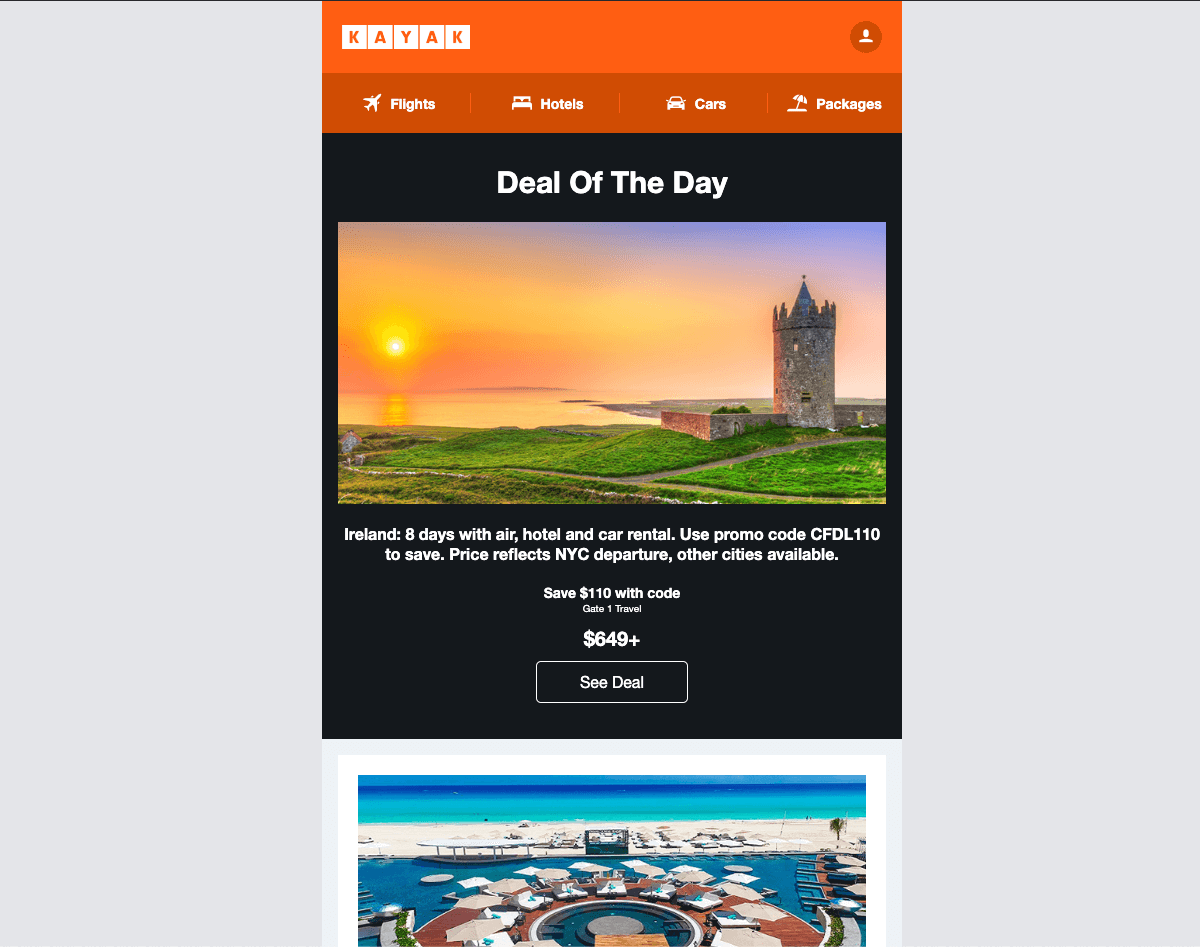 KAYAK
Flights
Hotels
Cars
Packages
Deal Of The Day
Ireland: 8 days with air, hotel and car rental. Use promo code CFDL110
to save. Price reflects NYC departure, other cities available.
Save $110 with code
Gate 1 Travel
$649+
See Deal